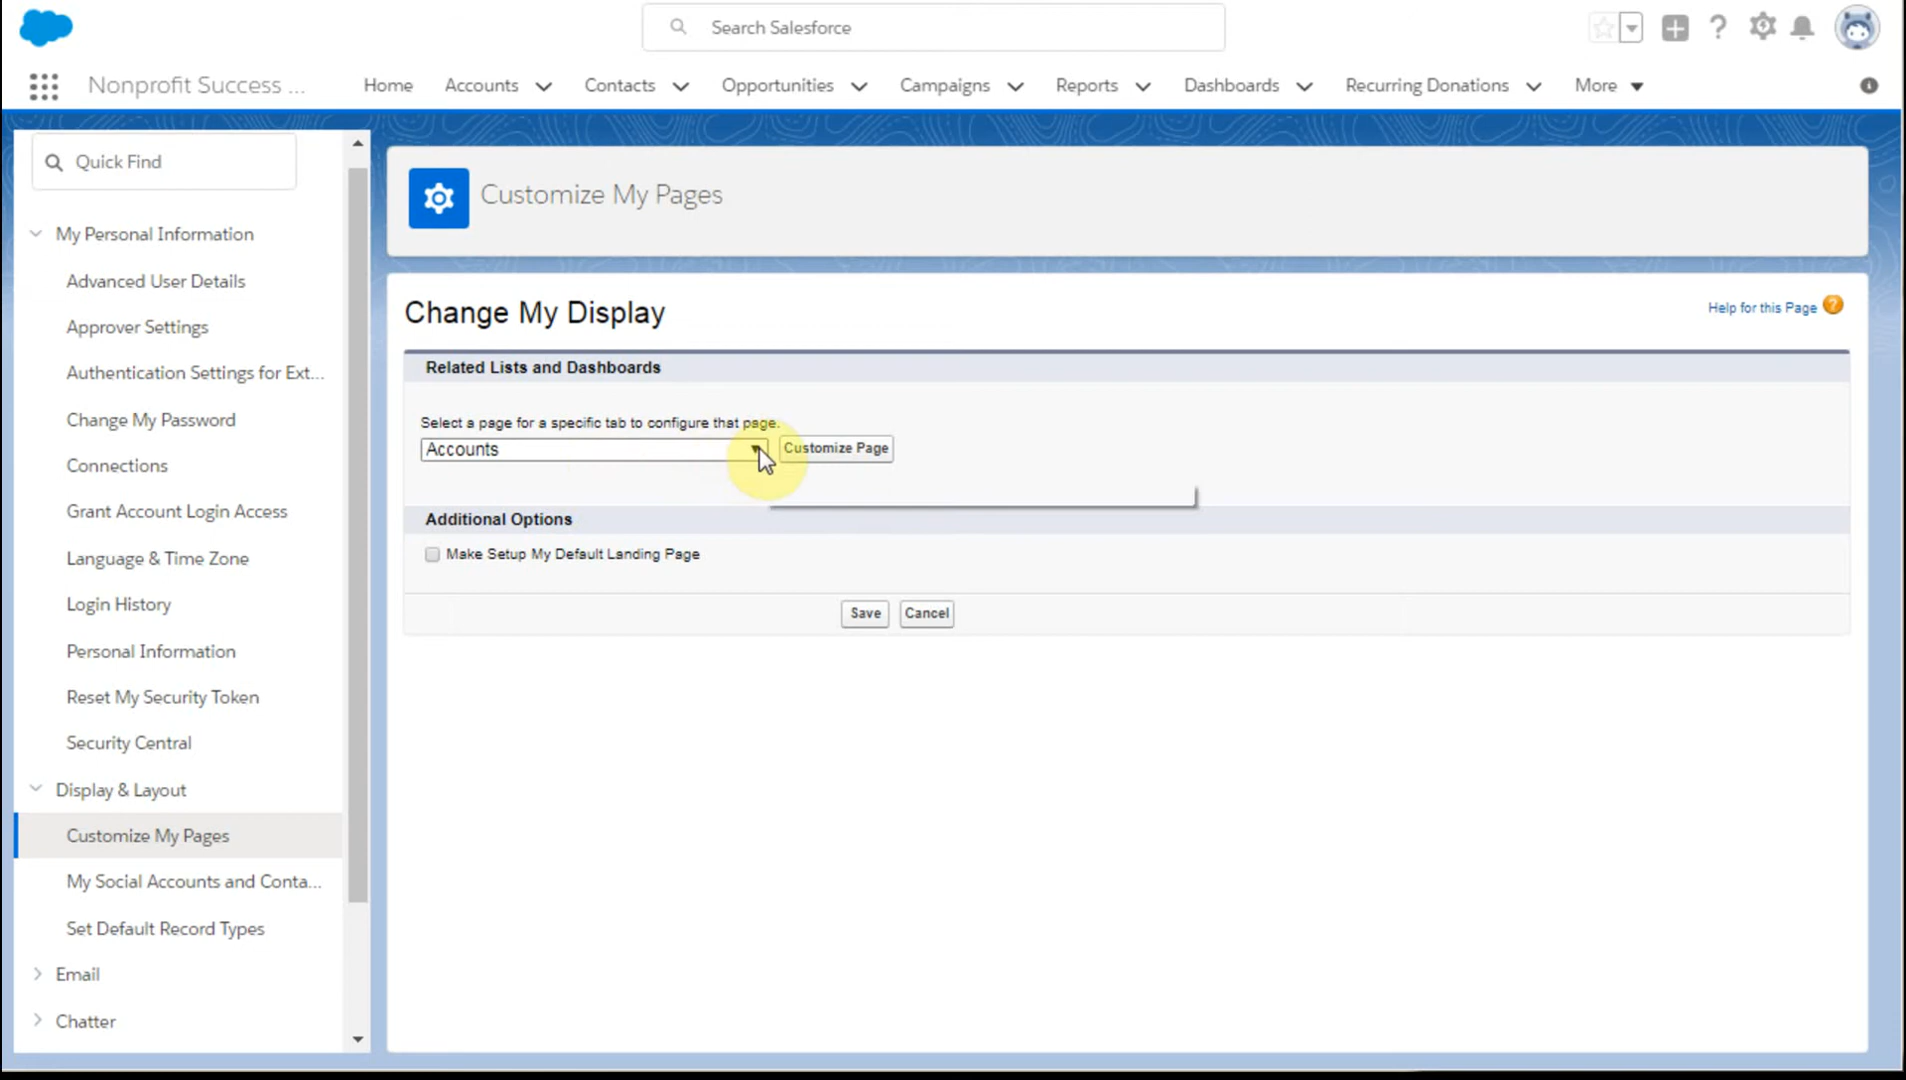 Search Salesforce
Nonprofit Success ...
Home Accounts Contacts Opportunities Campaigns Reports Dashboards Recurring Donations More
Quick Find
My Personal Information
Advanced User Details
Approver Settings
Authentication Settings for Ext...
Change My Password
Connections
Grant Account Login Access
Language & Time Zone
Login History
Personal Information
Reset My Security Token
Security Central
Display & Layout
Customize My Pages
My Social Accounts and Conta...
Set Default Record Types
Email
Chatter
Customize My Pages
Change My Display
Help for this Page ?
Related Lists and Dashboards
Select a page for a specific tab to configure that page.
Accounts Customize Page
Additional Options
Make Setup My Default Landing Page
Save Cancel